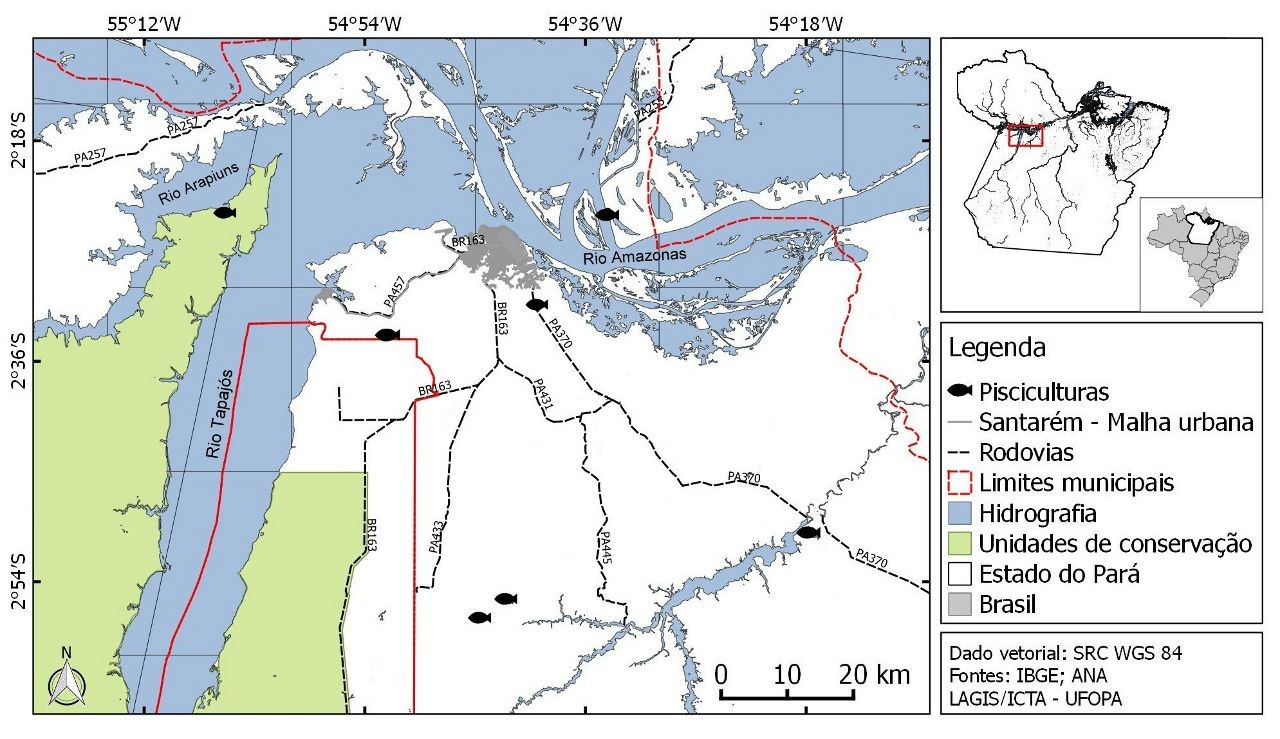 55°12'W 54°54'W 54°36'W 54°18'W
2°18'S
2°36'S
2°54'S
PA257
PA257
PA255
Rio Arapiuns
BR163
Rio Amazonas
PA457
BR163
PA370
Rio Tapajós
BR163
PA431
PA370
BR163
PA433
PA445
PA370
N
0 10 20 km
Legenda
Pisciculturas
Santarém - Malha urbana
Rodovias
Limites municipais
Hidrografia
Unidades de conservação
Estado do Pará
Brasil
Dado vetorial: SRC WGS 84
Fontes: IBGE; ANA
LAGIS/ICTA - UFOPA